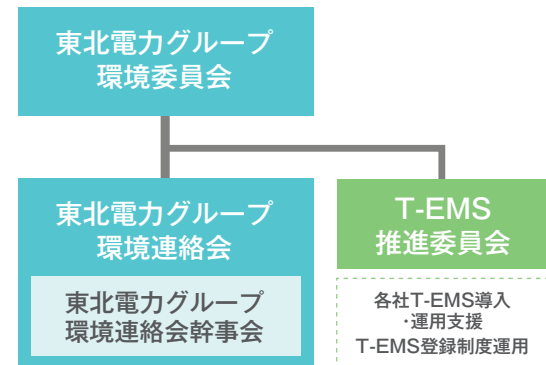 東北電力グループ
環境委員会
東北電力グループ
環境連絡会
東北電力グループ
環境連絡会幹事会
T-EMS
推進委員会
各社T-EMS導入
・運用支援
T-EMS登録制度運用